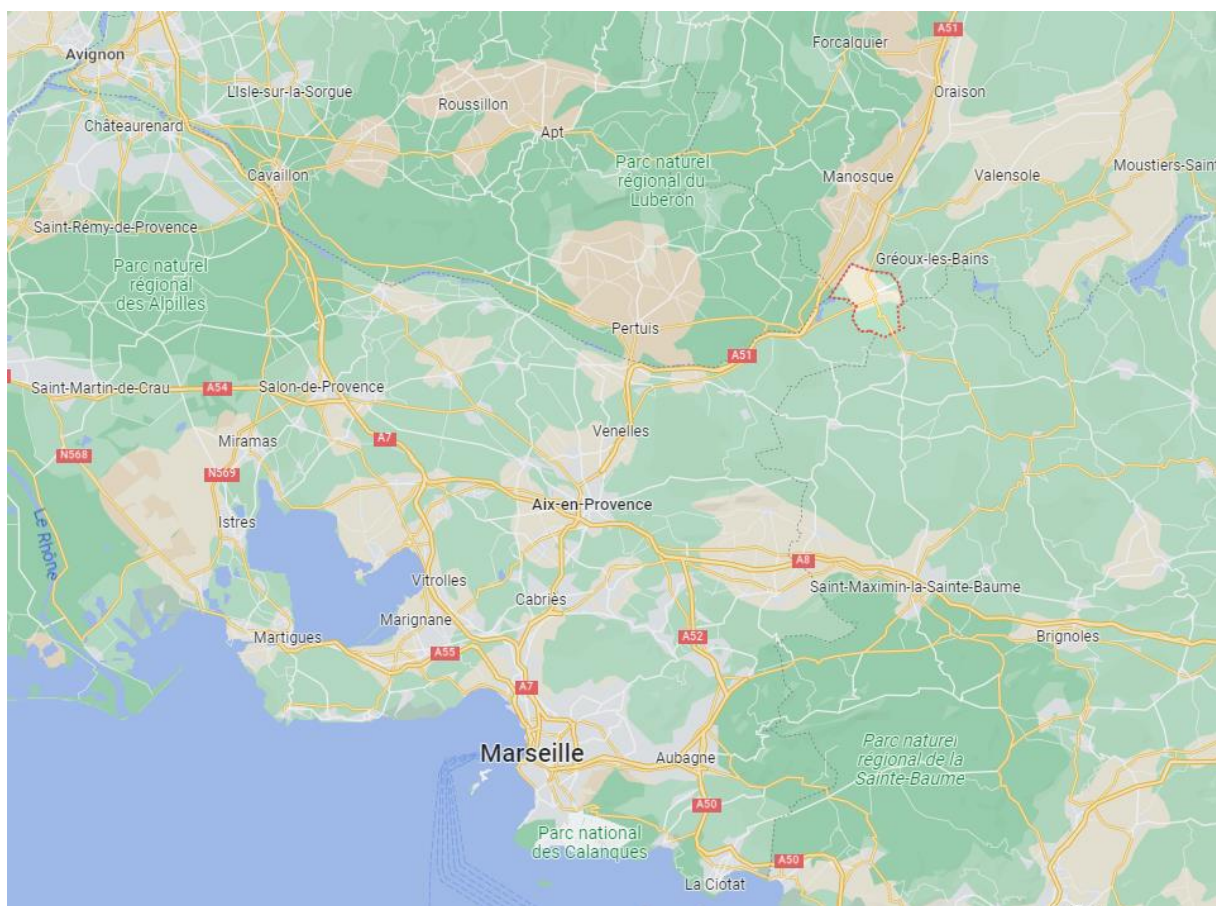 A51
Forcalquier
Avignon
L'Isle-sur-la-Sorgue
Oraison
Roussillon
Châteaurenard
Apt
Parc naturel
régional du
Luberon
Moustiers-Saint
Cavaillon
Manosque
Valensole
Saint-Rémy-de-Provence
Gréoux-les-Bains
Parc naturel
régional
des Alpilles
Pertuis
A51
Saint-Martin-de-Crau
A54
Salon-de-Provence
Venelles
Miramas
A7
N568
N569
Aix-en-Provence
Istres
Le Rhône
A8
Vitrolles
Saint-Maximin-la-Sainte-Baume
Cabriès
Marignane
Martigues
A52
Brignoles
A55
A7
Marseille
Aubagne
Parc naturel
régional de la
Sainte-Baume
A50
Parc national
des Calanques
A50
La Ciotat